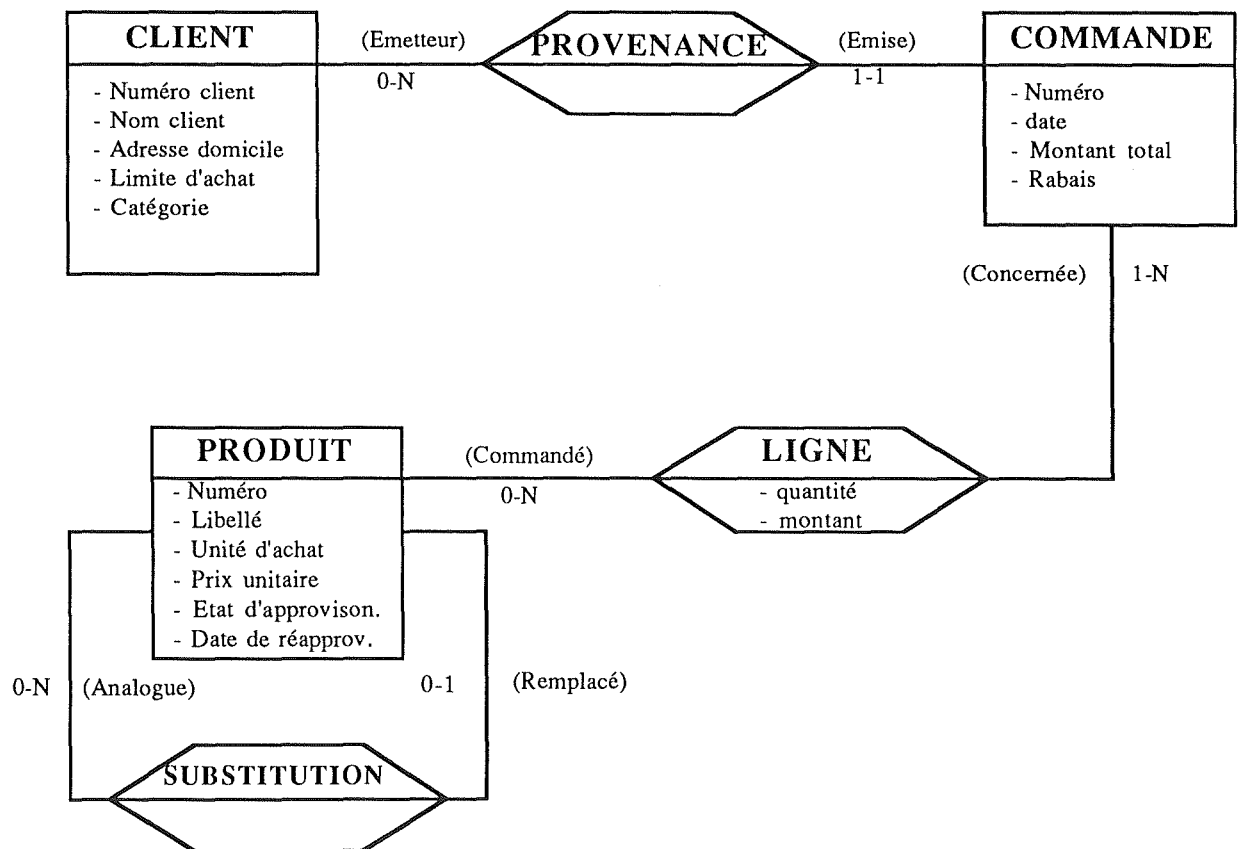 CLIENT
- Numéro client
- Nom client
- Adresse domicile
- Limite d'achat
- Catégorie
(Emetteur)
0-N
PROVENANCE
(Emise)
1-1
COMMANDE
- Numéro
- date
- Montant total
- Rabais
(Concernée)
1-N
PRODUIT
- Numéro
- Libellé
- Unité d'achat
- Prix unitaire
- Etat d'approvison.
- Date de réapprov.
(Commandé)
0-N
LIGNE
- quantité
- montant
0-N
(Analogue)
0-1
(Remplacé)
SUBSTITUTION